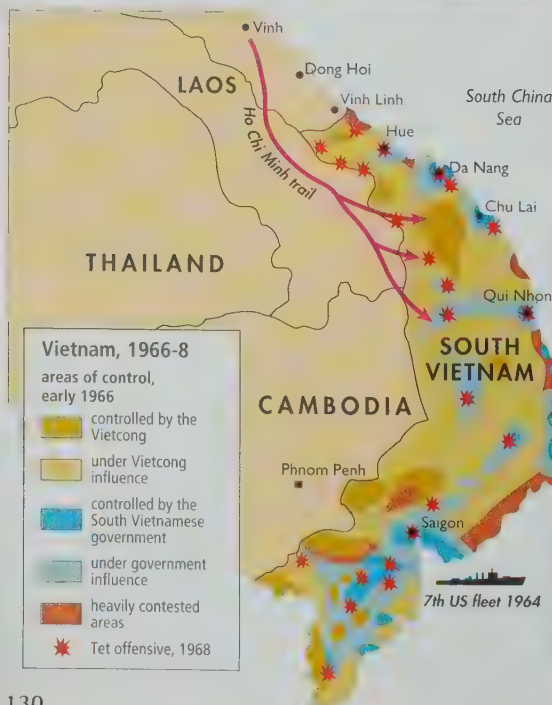 Vinh
Dong Hoi
LAOS
Vinh Linh
South China
Sea
Hue
Ho Chi Minh trail
Da Nang
Chu Lai
THAILAND
Qui Nhon
Vietnam, 1966-8
areas of control,
early 1966
controlled by the
Vietcong
under Vietcong
influence
controlled by the
South Vietnamese
government
under government
influence
heavily contested
areas
Tet offensive, 1968
SOUTH
VIETNAM
CAMBODIA
Phnom Penh
Saigon
7th US fleet 1964
130